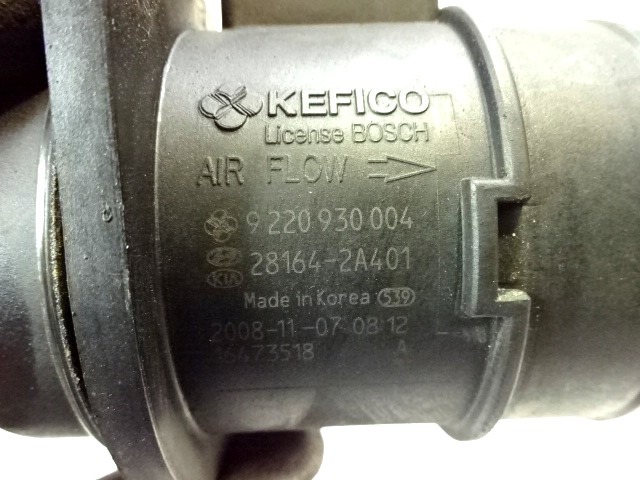 KEFICO
License BOSCH
AIR FLOW
9 220 930 004
28164-2A401
KIA
Made in Korea 539
2008-11-07 08:12
16473518 A